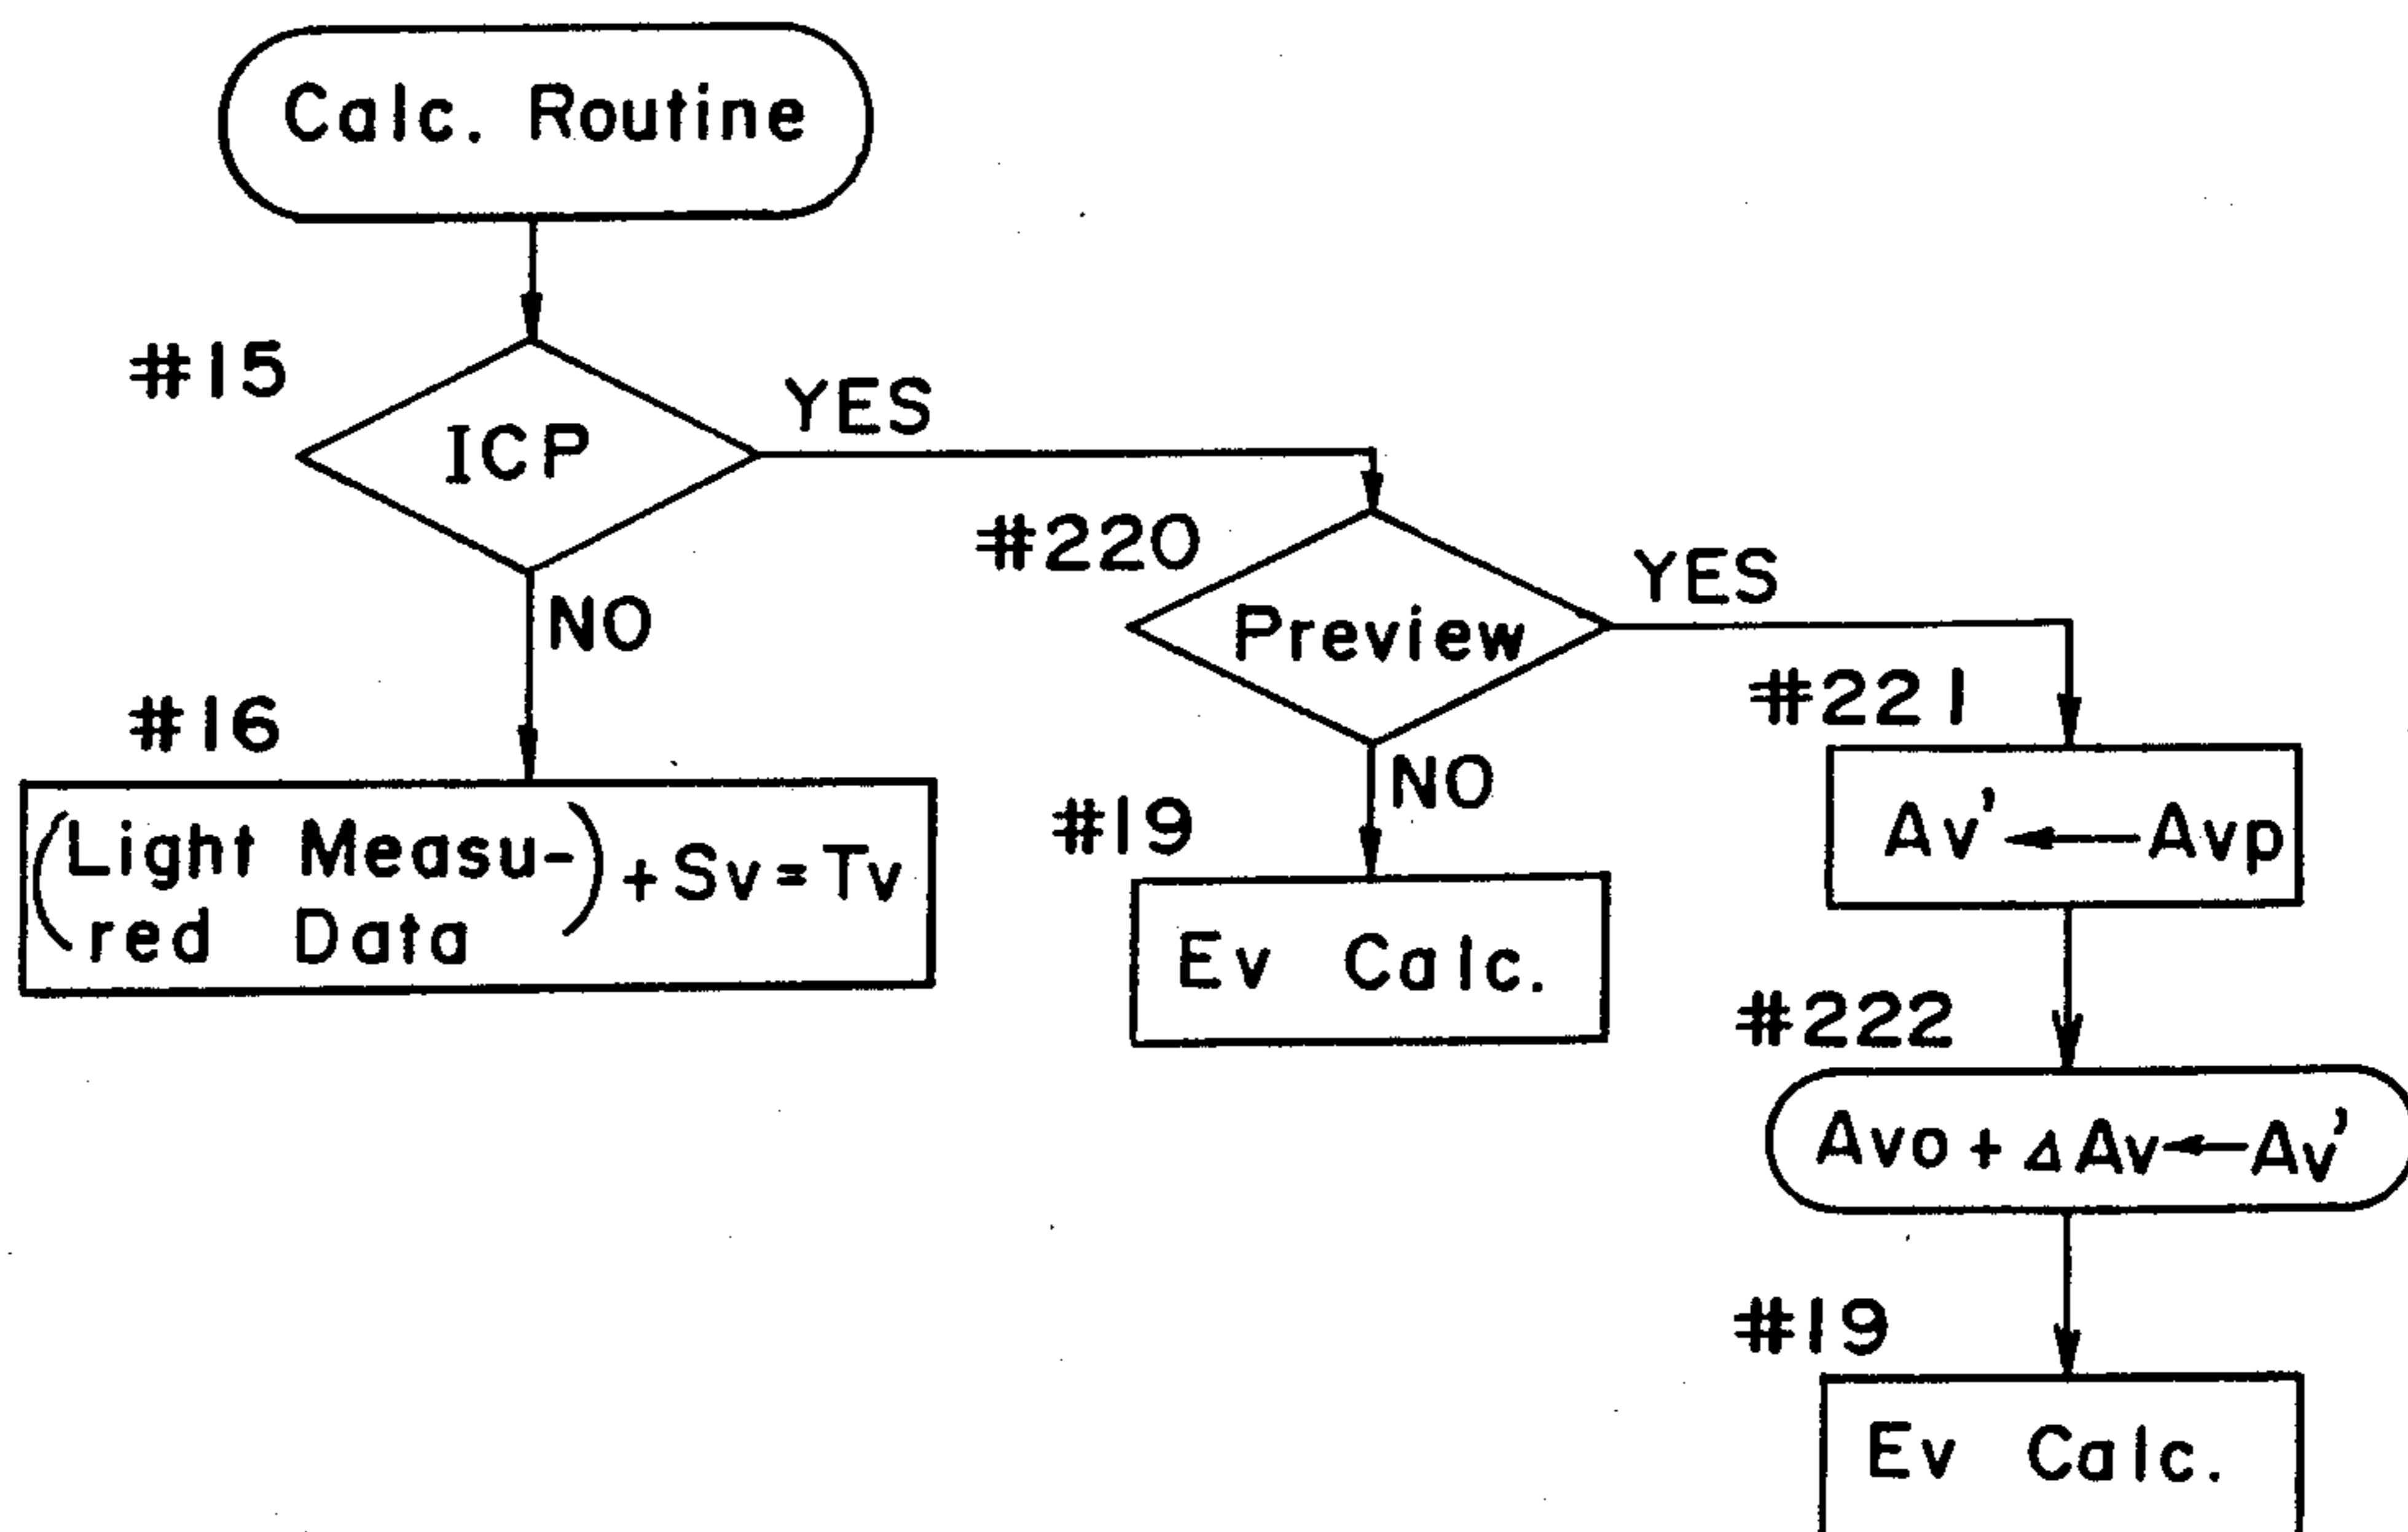 Calc. Routine
#15
ICP
YES
NO
#16
(Light Measu-
red Data) +Sv=Tv
#220
Preview
YES
NO
#19
Ev Calc.
#221
Av' ← Avp
#222
Avo + ΔAv ← Av'
#19
Ev Calc.